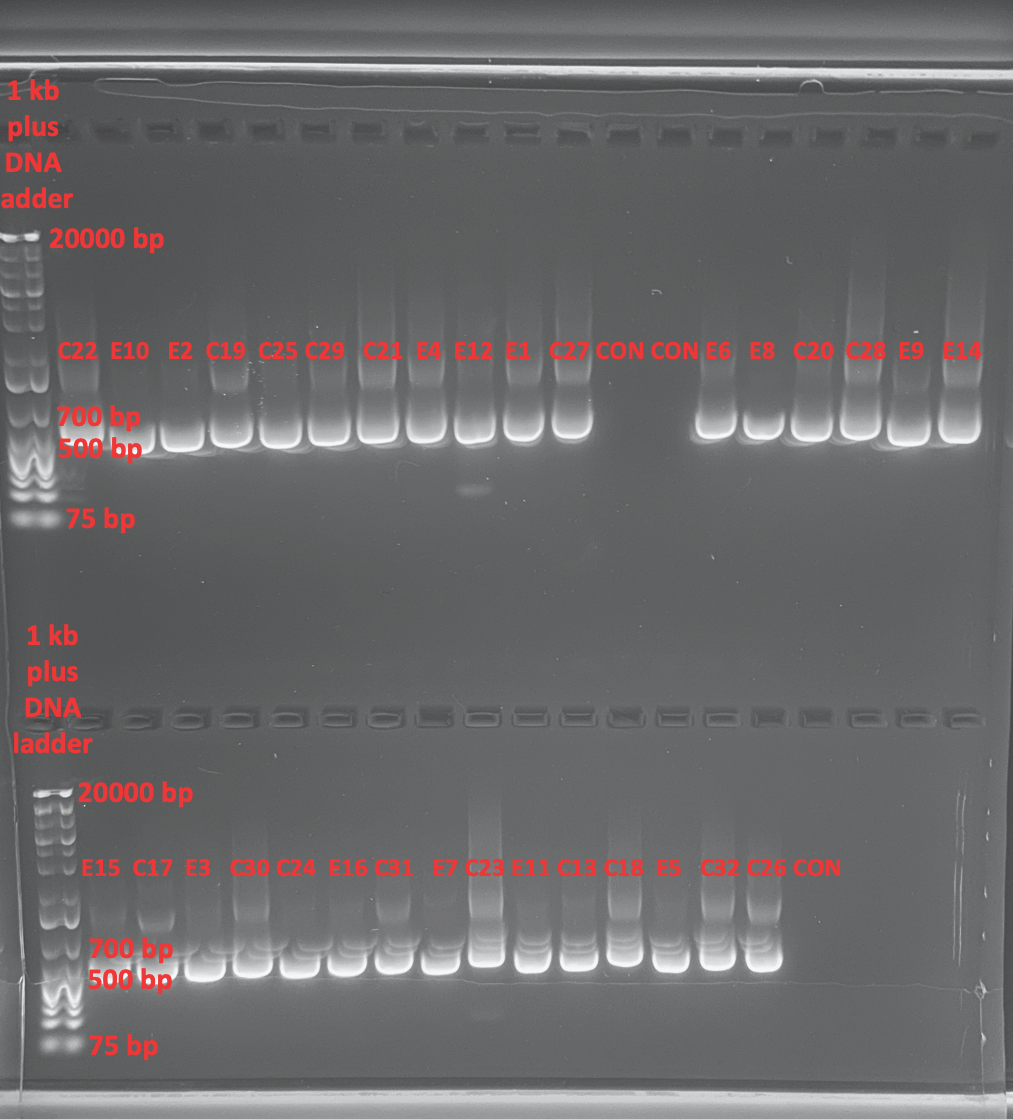 1 kb
plus
DNA
adder
20000 bp
C22 E10 E2 C19 C25 C29 C21 E4 E12 E1 C27 CON CON E6 E8 C20 C28 E9 E14
700 bp
500 bp
75 bp
1 kb
plus
DNA
ladder
20000 bp
E15 C17 E3 C30 C24 E16 C31 E7 C23 E11 C13 C18 E5 C32 C26 CON
700 bp
500 bp
75 bp